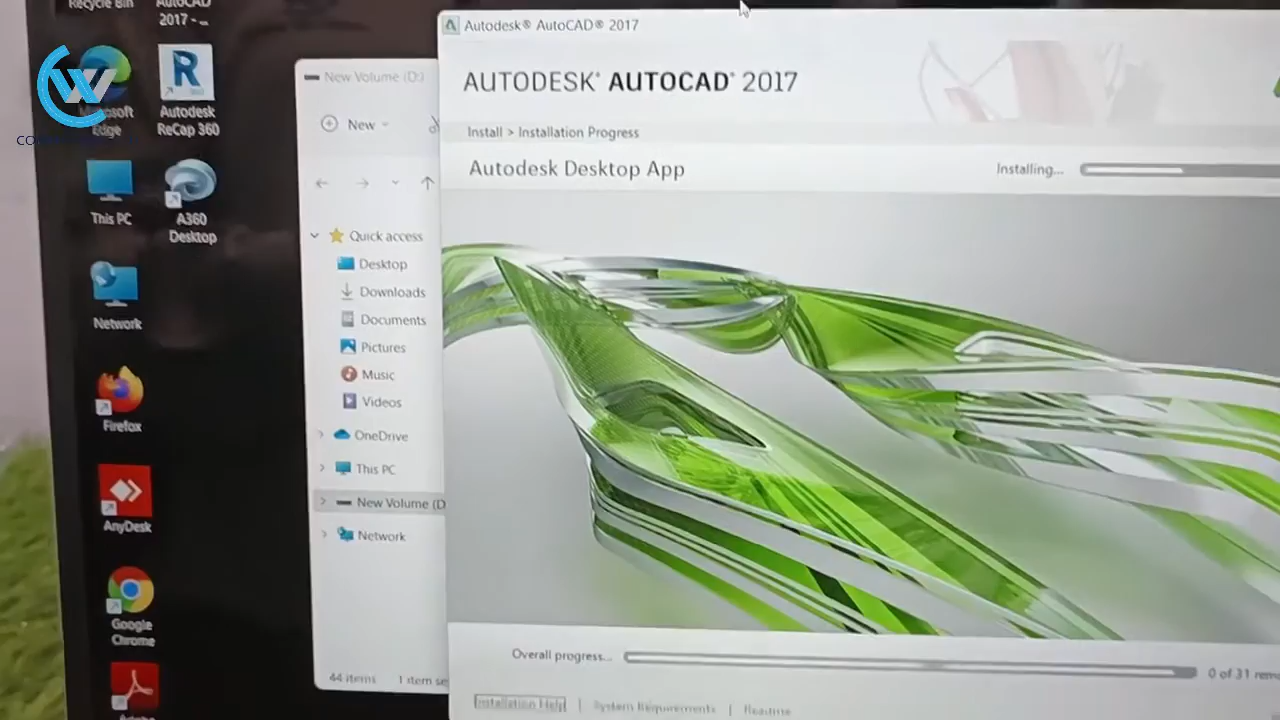 Recycle Bin
AutoCAD
2017 - ...
W
Microsoft
Edge
Autodesk
ReCap 360
This PC
A360
Desktop
Network
Firefox
AnyDesk
Google
Chrome
New Volume (D:)
New
Quick access
Desktop
Downloads
Documents
Pictures
Music
Videos
OneDrive
This PC
New Volume (D
Network
44 items
1 item se
Autodesk® AutoCAD® 2017
AUTODESK® AUTOCAD® 2017
Install > Installation Progress
Autodesk Desktop App
Installing...
Overall progress...
0 of 31 rem
Installation Help | System Requirements | Readme